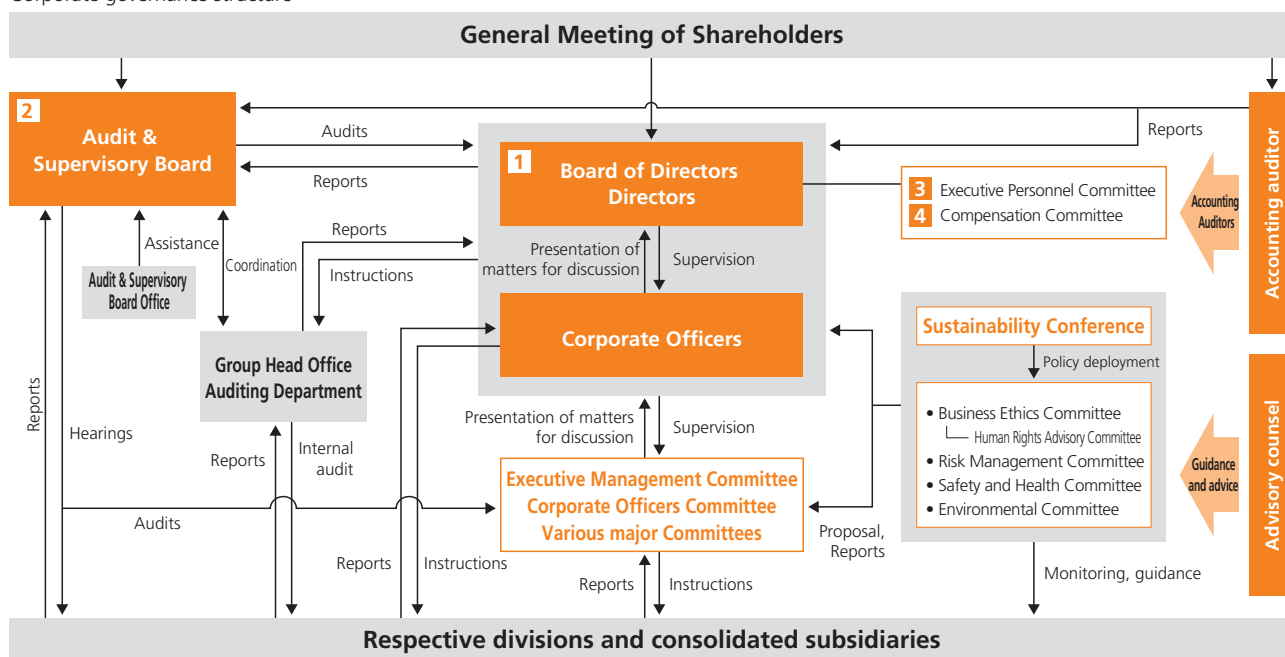 Corporate governance structure
General Meeting of Shareholders
2
Audit &
Supervisory Board
Audits
Reports
1
Board of Directors
Directors
Reports
3 Executive Personnel Committee
4 Compensation Committee
Accounting
Auditors
Accounting auditor
Assistance
Audit & Supervisory
Board Office
Coordination
Reports
Instructions
Presentation of
matters for discussion
Supervision
Corporate Officers
Group Head Office
Auditing Department
Sustainability Conference
Policy deployment
• Business Ethics Committee
Human Rights Advisory Committee
• Risk Management Committee
• Safety and Health Committee
• Environmental Committee
Guidance
and advice
Advisory counsel
Reports
Hearings
Reports
Internal
audit
Presentation of matters
for discussion
Supervision
Executive Management Committee
Corporate Officers Committee
Various major Committees
Audits
Proposal,
Reports
Reports
Instructions
Reports
Instructions
Monitoring, guidance
Respective divisions and consolidated subsidiaries